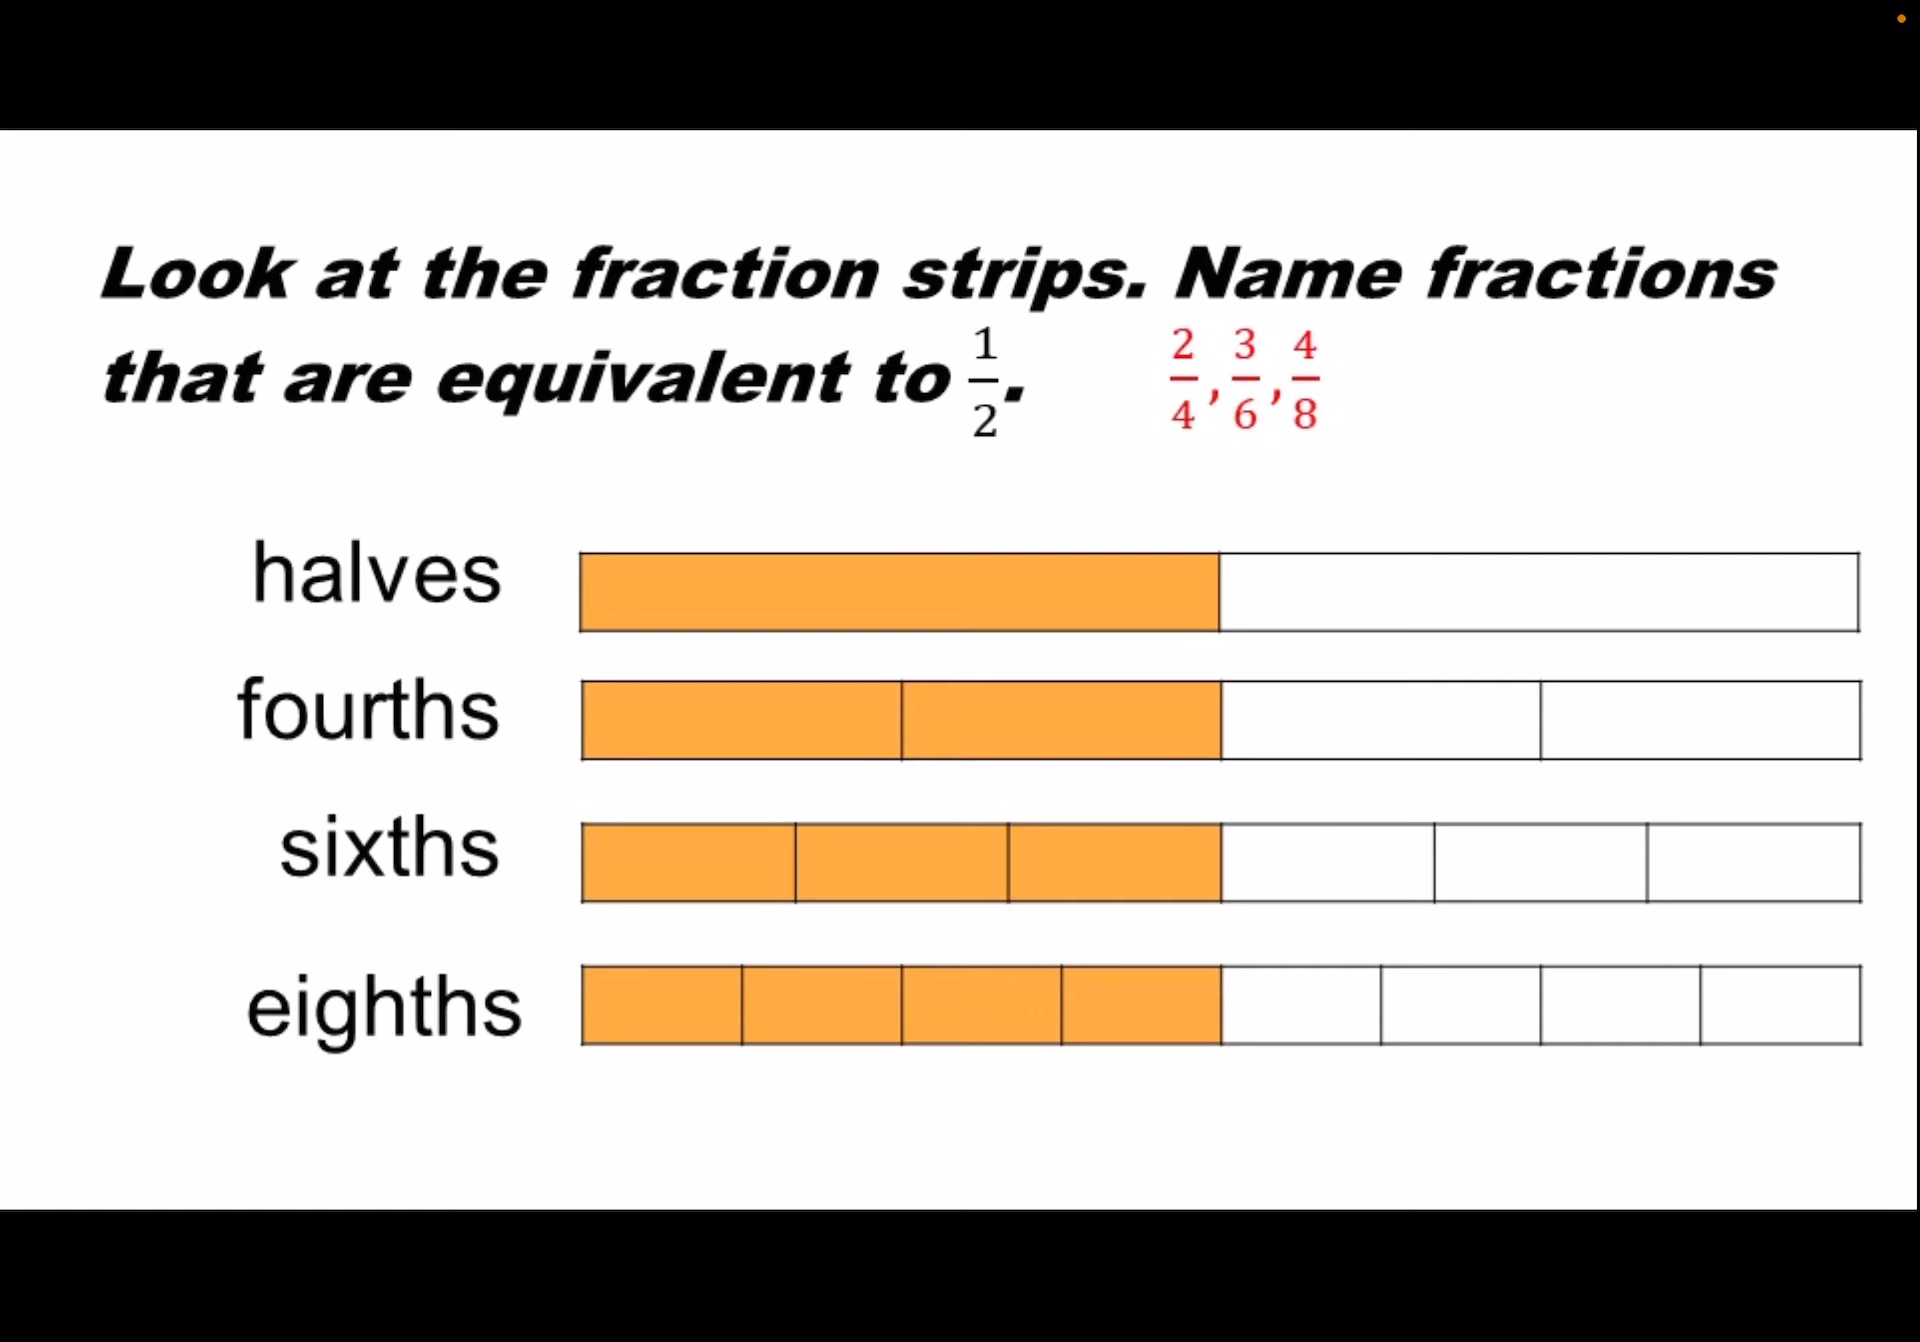 Look at the fraction strips. Name fractions
that are equivalent to 1/2. 2/4, 3/6, 4/8
halves
fourths
sixths
eighths